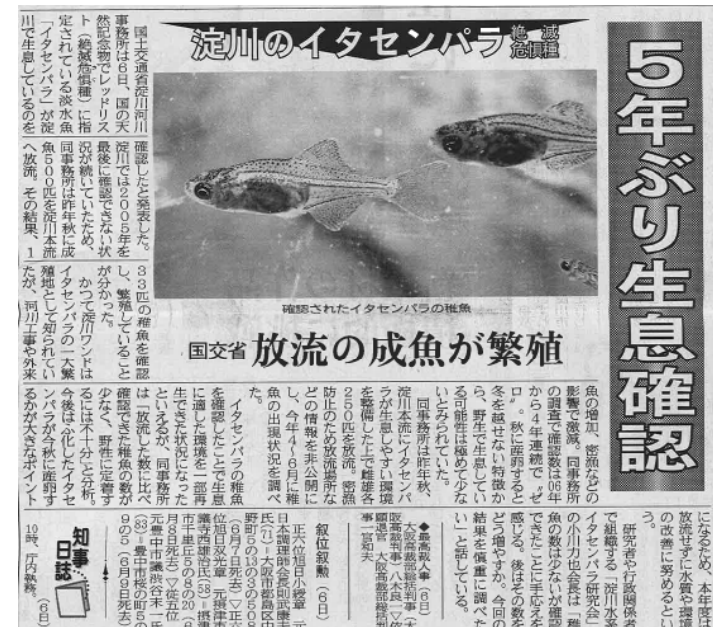 5年ぶり生息確認
淀川のイタセンパラ
絶滅
危惧種
確認されたイタセンパラの稚魚
国交省 放流の成魚が繁殖
国土交通省淀川河川
事務所は6日、国の天
然記念物でレッドリス
ト(絶滅危惧種)に指
定されている淡水魚
「イタセンパラ」が淀
川で生息しているのを
確認したと発表した。
淀川では2005年を
最後に確認できない状
況が続いていたため、
同事務所は昨年秋に成
魚500匹を淀川本流
へ放流。その結果、1
33匹の稚魚を確認
し、繁殖していること
が分かった。
かつて淀川ワンドは
イタセンパラの一大繁
殖地として知られてい
たが、河川工事や外来
魚の増加、密漁などの
影響で激減。同事務所
の調査で確認数は06年
から4年連続で「ゼ
ロ」。秋に産卵すると
冬を越せない特徴か
ら、野生で生息してい
る可能性は極めて少な
いとみられていた。
同事務所は昨年秋、
淀川本流にイタセンパ
ラが生息しやすい環境
を整備した上で雌雄各
250匹を放流。密漁
防止のため放流場所な
どの情報を非公開に
し、今年4~6月に稚
魚の出現状況を調べ
た。
イタセンパラの稚魚
を確認したことで生息
に適した環境を一部再
生できた状況になった
といえるが、同事務所
は「放流した数に比べ
確認できた稚魚の数が
少なく、野生に定着す
るには不十分」と分析。
今後はふ化したイタセ
ンパラが今秋に産卵す
るかが大きなポイント
になるため、本年度は
放流せずに水質や環境
の改善に努めるとい
う。
研究者や行政関係者
で組織する「淀川水系
イタセンパラ研究会」
の小川力也会長は「稚
魚の数は少ないが確認
できたことに手応えを
感じる。後はその数を
どう増やすか。今回の
結果を慎重に調べた
い」と話している。
◆最高裁人事(6日)
叙位叙勲(6日)
知事
日誌
(6日)
10時、庁内執務。